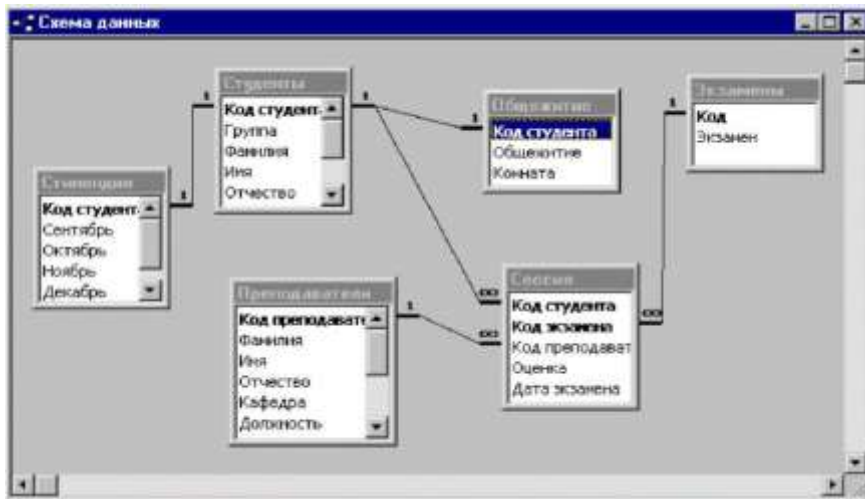 Схема данных
Студенты
Код студента
Группа
Фамилия
Имя
Отчество
1
1
Общежитие
Код студента
Общежитие
Комната
1
Экзамены
Код
Экзамен
1
Стипендия
Код студент
Сентябрь
Октябрь
Ноябрь
Декабрь
1
Преподаватели
Код преподавате
Фамилия
Имя
Отчество
Кафедра
Должность
1
Сессия
Код студента
Код экзамена
Код преподават
Оценка
Дата экзамена
∞
∞
∞